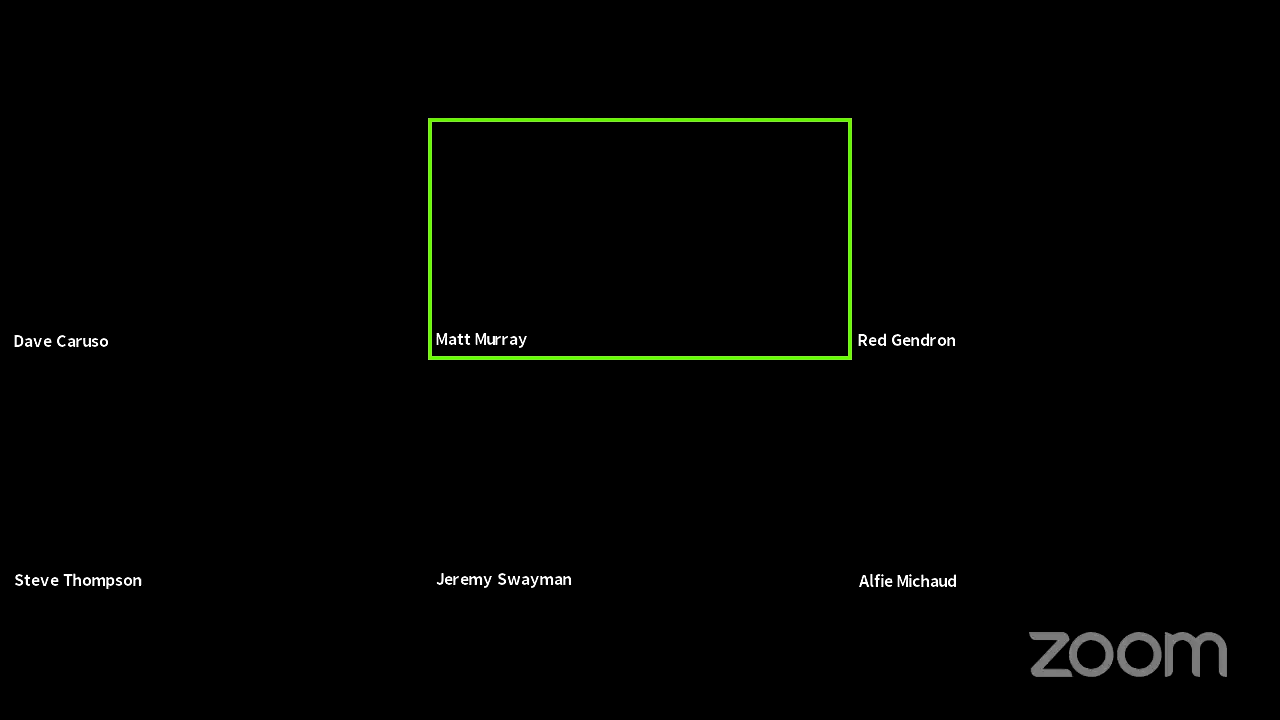 Dave Caruso
Matt Murray
Red Gendron
Steve Thompson
Jeremy Swayman
Alfie Michaud
zoom